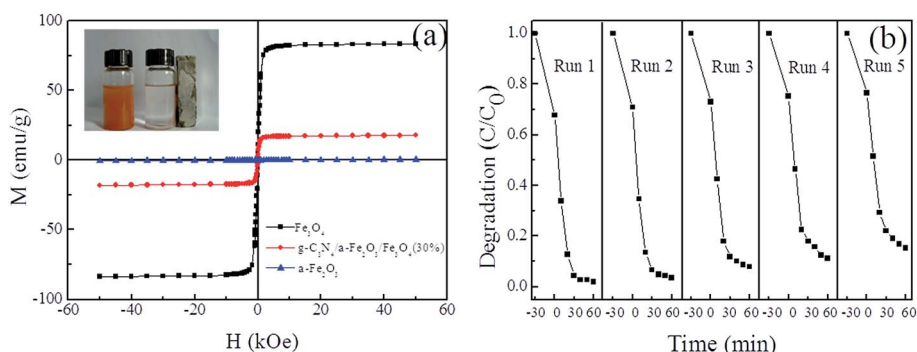 (a)
M (emu/g)
100
50
0
-50
-100
Fe₃O₄
g-C₃N₄/a-Fe₂O₃/Fe₃O₄(30%)
a-Fe₂O₃
-60 -40 -20 0 20 40 60
H (kOe)
(b)
Degradation (C/C₀)
1.0
0.8
0.6
0.4
0.2
0.0
Run 1 Run 2 Run 3 Run 4 Run 5
-30 0 30 60 -30 0 30 60 -30 0 30 60 -30 0 30 60 -30 0 30 60
Time (min)